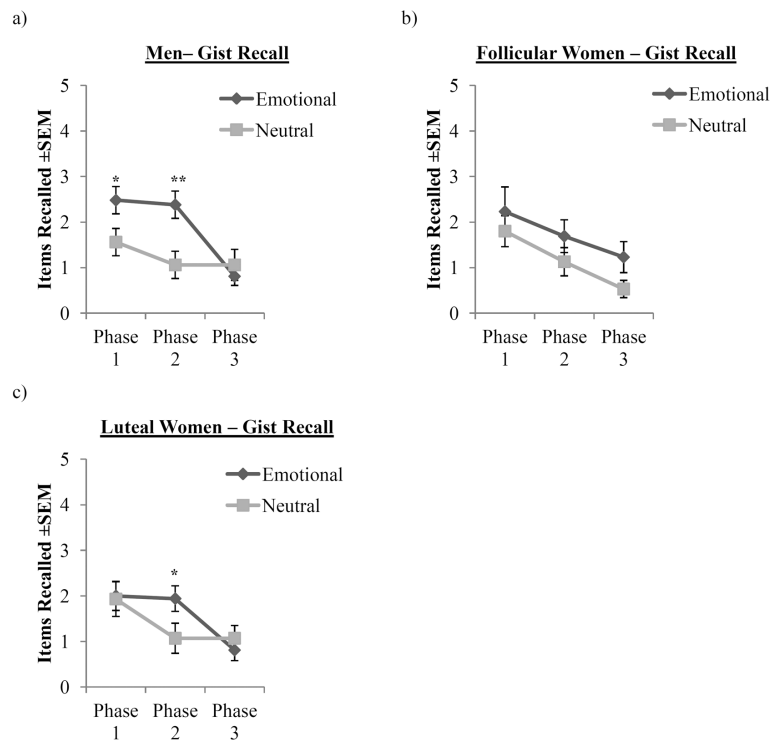 a)
Men– Gist Recall
Items Recalled ±SEM
5
4
3
2
1
0
Emotional
Neutral
*
**
Phase 1
Phase 2
Phase 3
b)
Follicular Women – Gist Recall
Items Recalled ±SEM
5
4
3
2
1
0
Emotional
Neutral
Phase 1
Phase 2
Phase 3
c)
Luteal Women – Gist Recall
Items Recalled ±SEM
5
4
3
2
1
0
Emotional
Neutral
*
Phase 1
Phase 2
Phase 3